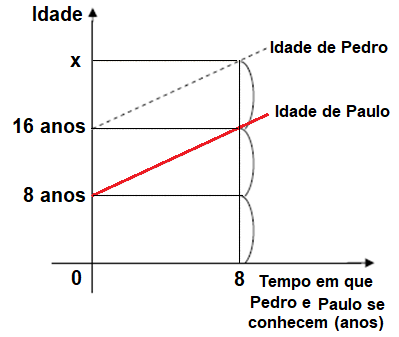 Idade
Idade de Pedro
x
Idade de Paulo
16 anos
8 anos
0
8
Tempo em que
Pedro e Paulo se
conhecem (anos)